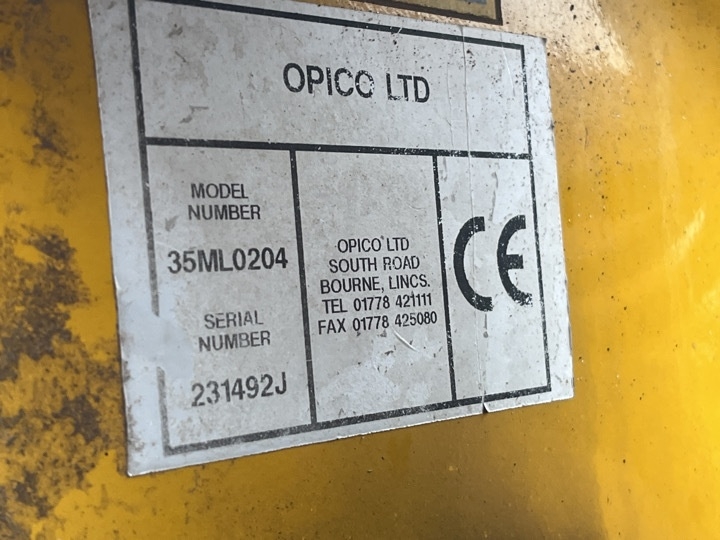 OPICO LTD
MODEL
NUMBER
35ML0204
SERIAL
NUMBER
231492J
OPICO LTD
SOUTH ROAD
BOURNE, LINCS.
TEL 01778 421111
FAX 01778 425080
CE